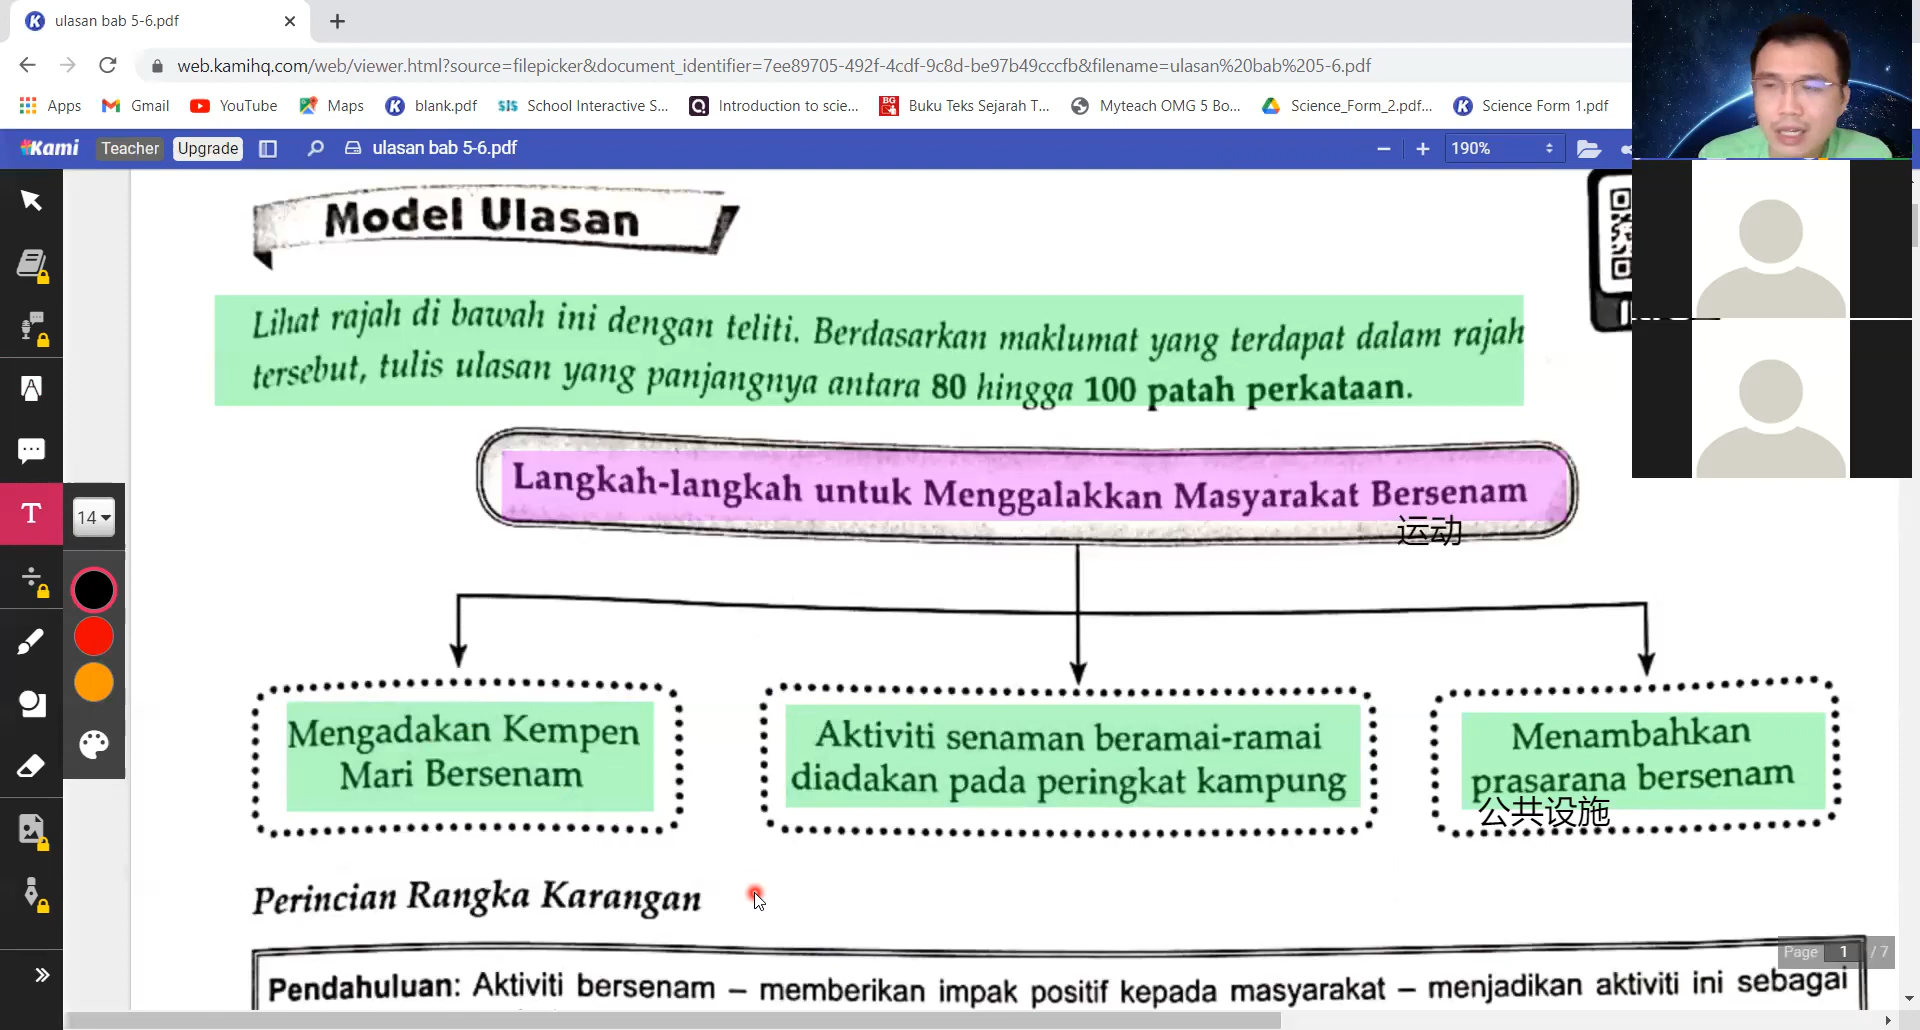 ulasan bab 5-6.pdf
web.kamihq.com/web/viewer.html?source=filepicker&document_identifier=7ee89705-492f-4cdf-9c8d-be97b49cccfb&filename=ulasan%20bab%205-6.pdf
Apps Gmail YouTube Maps blank.pdf School Interactive S... Introduction to scie... Buku Teks Sejarah T... Myteach OMG 5 Bo... Science_Form_2.pdf... Science Form 1.pdf
Kami Teacher Upgrade ulasan bab 5-6.pdf 190%
Model Ulasan
Lihat rajah di bawah ini dengan teliti. Berdasarkan maklumat yang terdapat dalam rajah
tersebut, tulis ulasan yang panjangnya antara 80 hingga 100 patah perkataan.
Langkah-langkah untuk Menggalakkan Masyarakat Bersenam
运动
T 14
Mengadakan Kempen
Mari Bersenam
Aktiviti senaman beramai-ramai
diadakan pada peringkat kampung
Menambahkan
prasarana bersenam
公共设施
Perincian Rangka Karangan
Page 1 / 7
Pendahuluan: Aktiviti bersenam – memberikan impak positif kepada masyarakat – menjadikan aktiviti ini sebagai